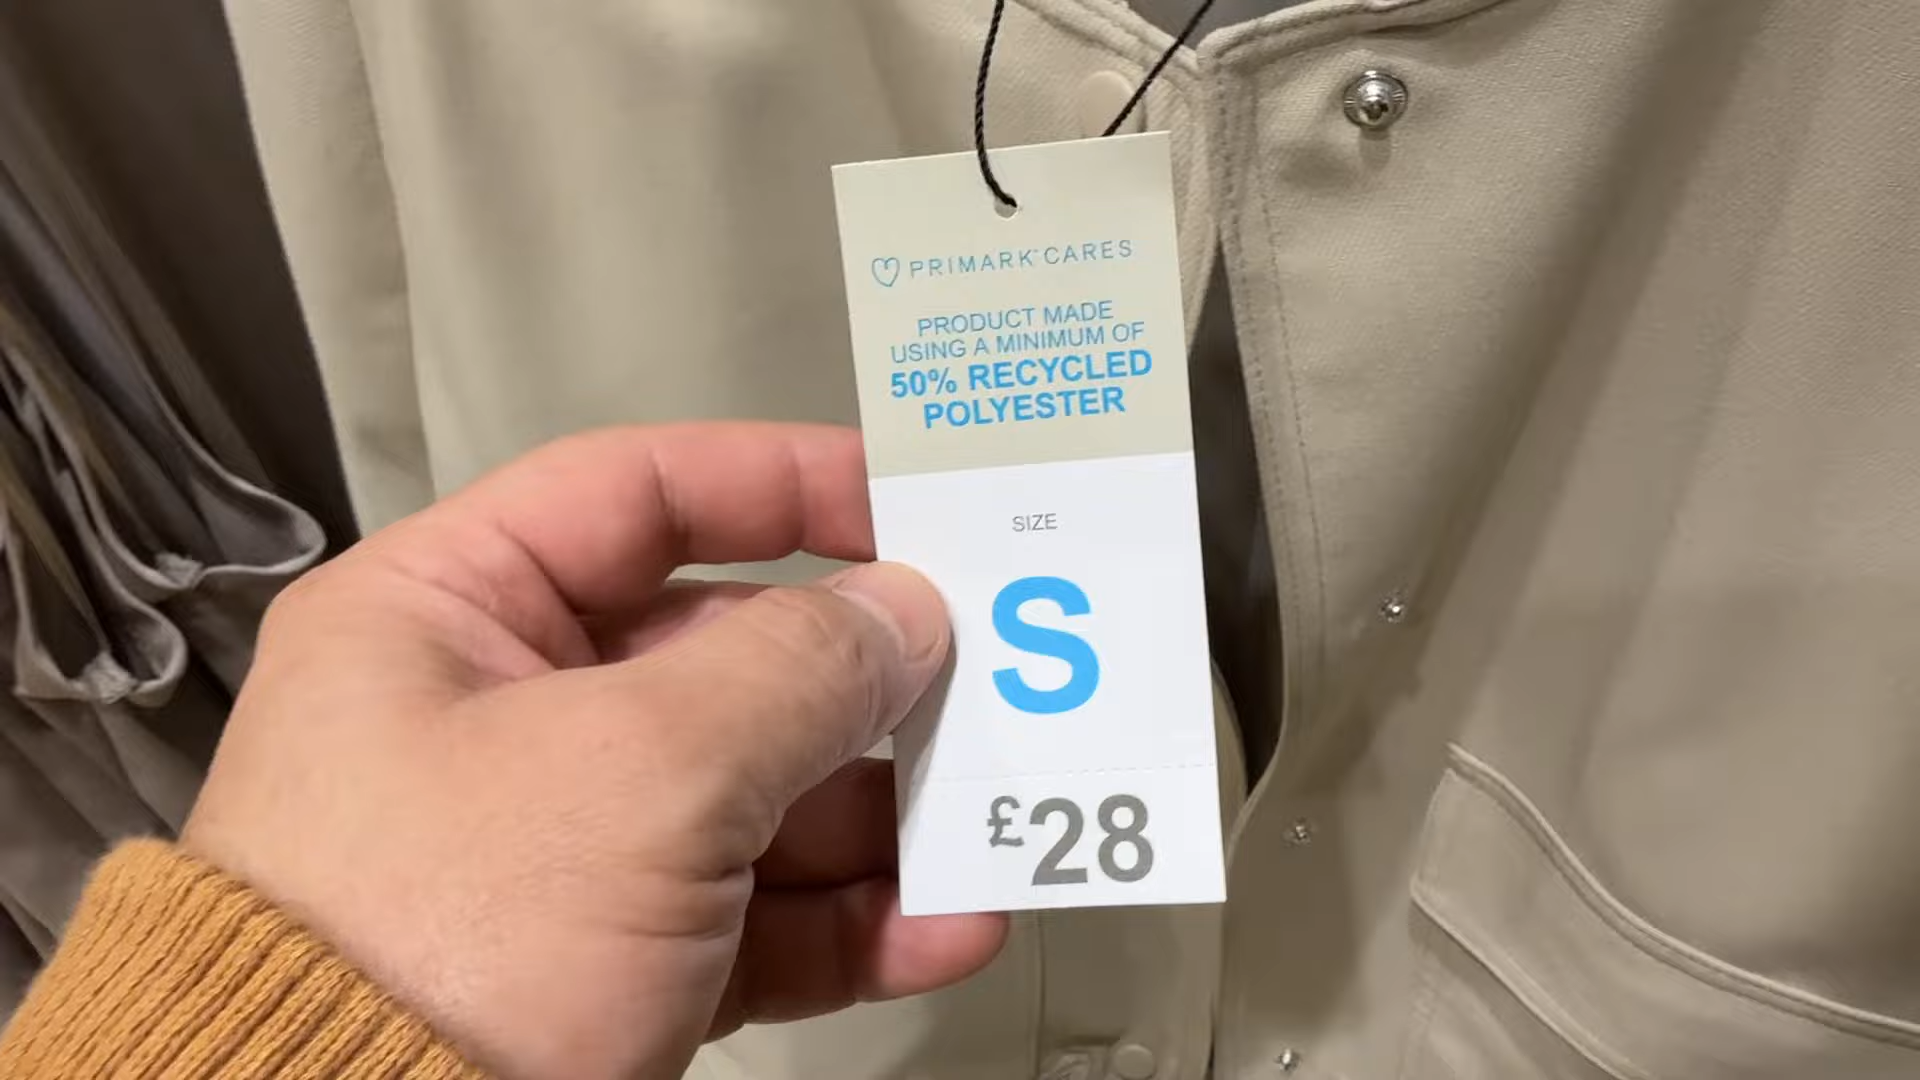 PRIMARK CARES
PRODUCT MADE
USING A MINIMUM OF
50% RECYCLED
POLYESTER
SIZE
S
£28